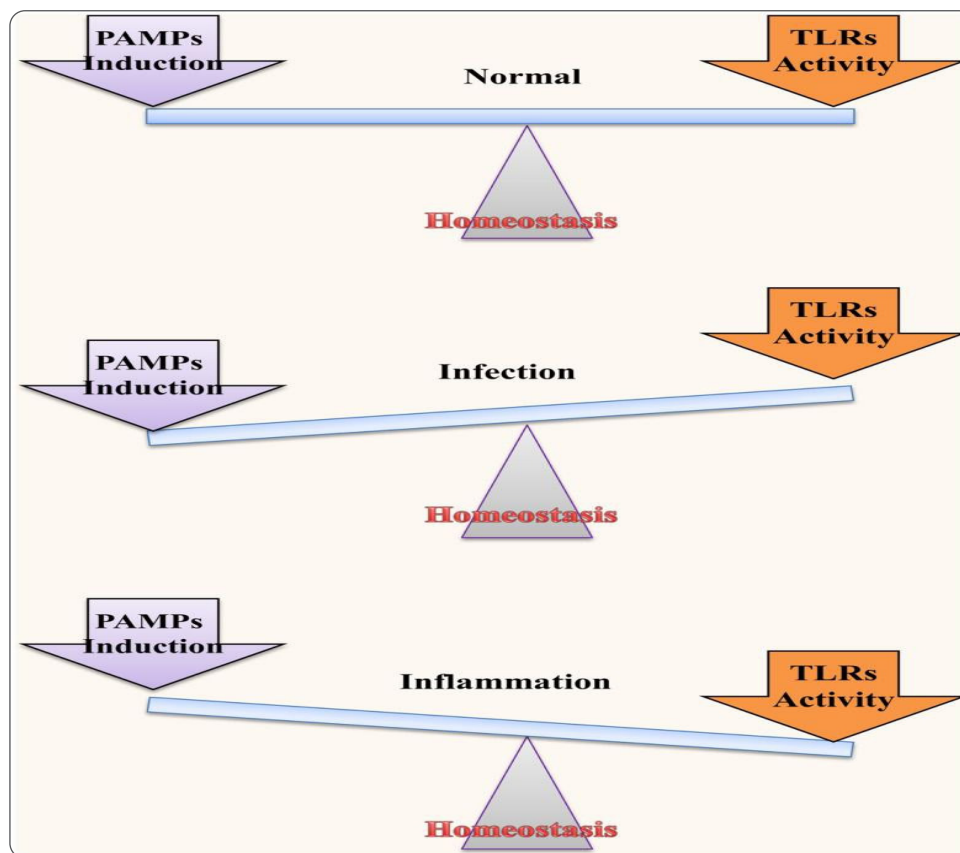 PAMPs
Induction
Normal
TLRs
Activity
Homeostasis
PAMPs
Induction
Infection
TLRs
Activity
Homeostasis
PAMPs
Induction
Inflammation
TLRs
Activity
Homeostasis